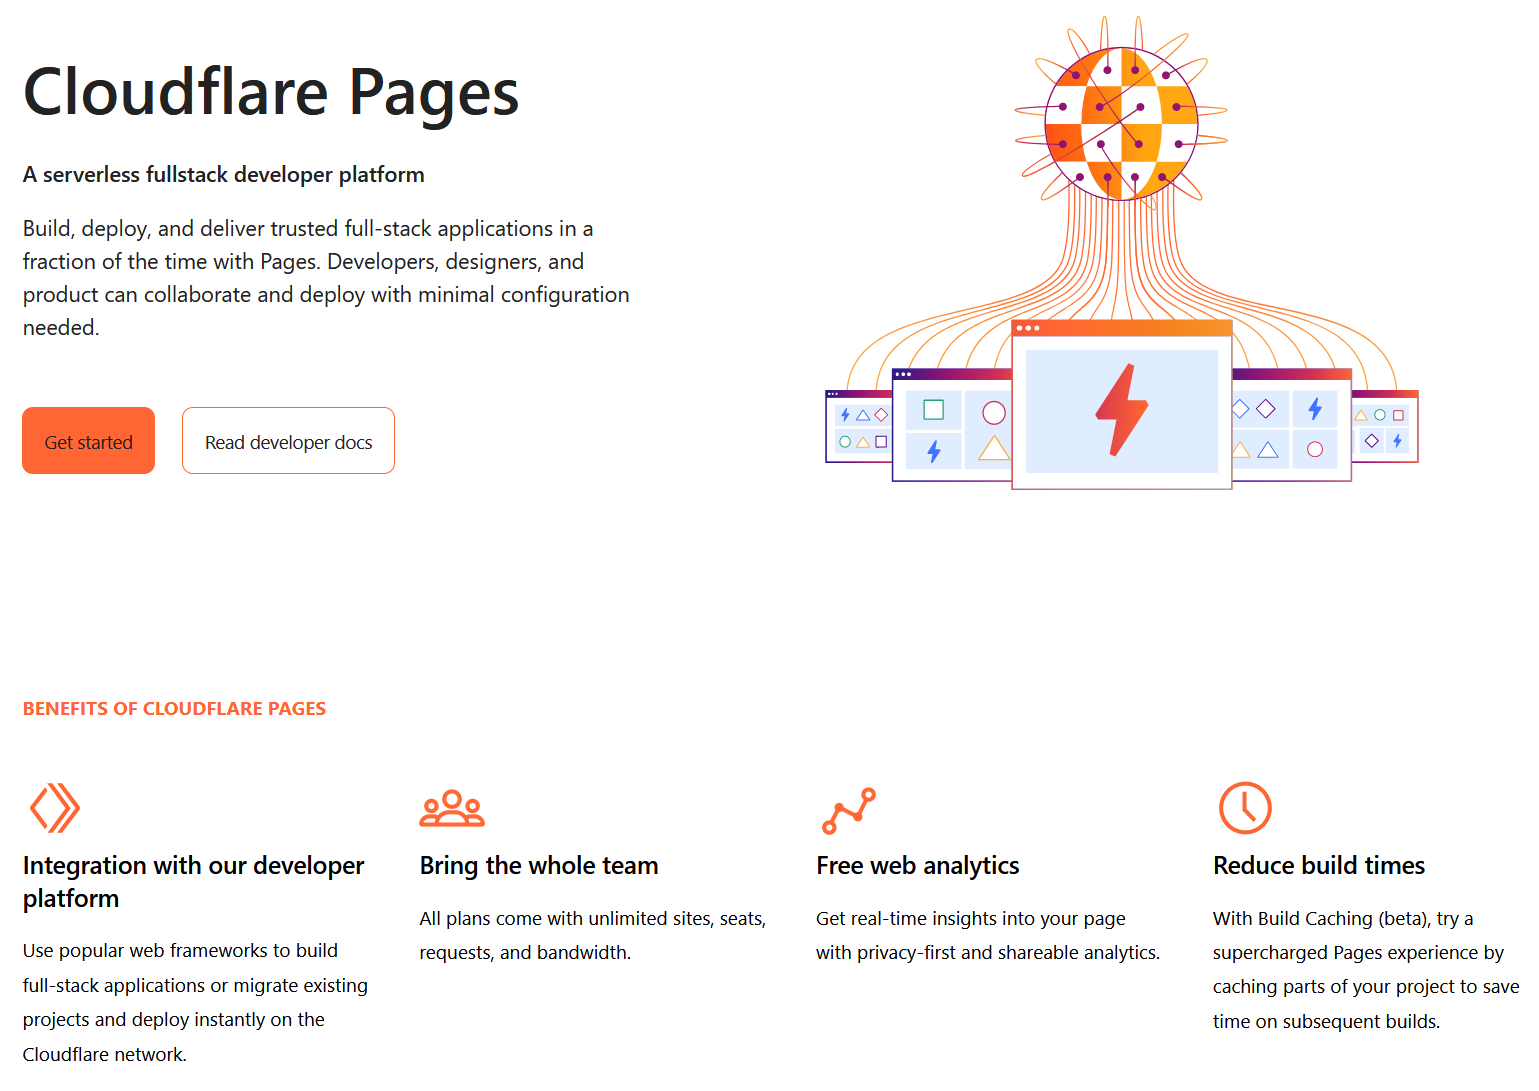 Cloudflare Pages
A serverless fullstack developer platform
Build, deploy, and deliver trusted full-stack applications in a
fraction of the time with Pages. Developers, designers, and
product can collaborate and deploy with minimal configuration
needed.
Get started
Read developer docs
BENEFITS OF CLOUDFLARE PAGES
Integration with our developer
platform
Use popular web frameworks to build
full-stack applications or migrate existing
projects and deploy instantly on the
Cloudflare network.
Bring the whole team
All plans come with unlimited sites, seats,
requests, and bandwidth.
Free web analytics
Get real-time insights into your page
with privacy-first and shareable analytics.
Reduce build times
With Build Caching (beta), try a
supercharged Pages experience by
caching parts of your project to save
time on subsequent builds.